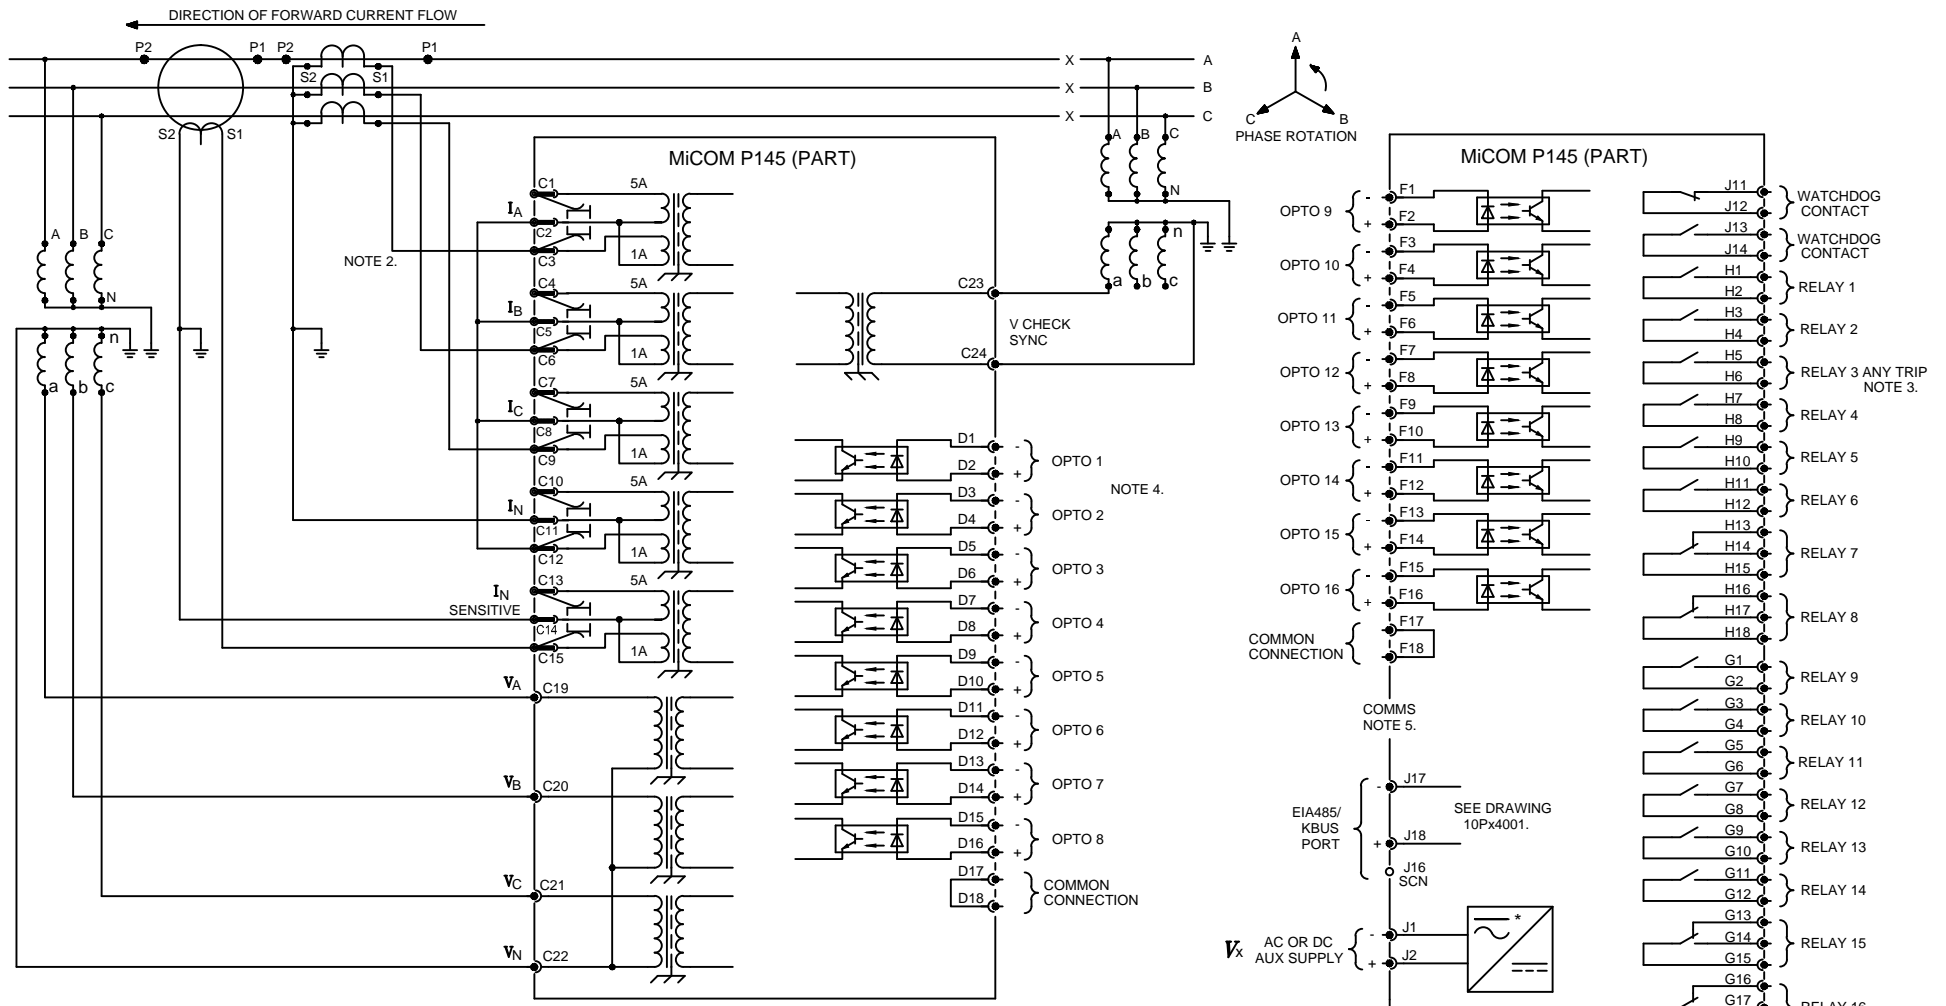 DIRECTION OF FORWARD CURRENT FLOW
P2
P1
P2
P1
S2
S1
S2
S1
X
A
X
B
X
C
A
B
C
N
n
a
b
c
A
B
C
N
n
a
b
c
A
C
B
PHASE ROTATION
NOTE 2.
MiCOM P145 (PART)
C1
5A
IA
C2
C3
1A
C4
5A
IB
C5
C6
1A
C7
5A
IC
C8
C9
1A
C10
5A
IN
C11
C12
1A
C13
5A
IN
SENSITIVE
C14
C15
1A
VA
C19
VB
C20
VC
C21
VN
C22
C23
V CHECK
SYNC
C24
D1
-
D2
+
OPTO 1
NOTE 4.
D3
-
D4
+
OPTO 2
D5
-
D6
+
OPTO 3
D7
-
D8
+
OPTO 4
D9
-
D10
+
OPTO 5
D11
-
D12
+
OPTO 6
D13
-
D14
+
OPTO 7
D15
-
D16
+
OPTO 8
D17
D18
COMMON
CONNECTION
MiCOM P145 (PART)
OPTO 9
-
F1
+
F2
OPTO 10
-
F3
+
F4
OPTO 11
-
F5
+
F6
OPTO 12
-
F7
+
F8
OPTO 13
-
F9
+
F10
OPTO 14
-
F11
+
F12
OPTO 15
-
F13
+
F14
OPTO 16
-
F15
+
F16
COMMON
CONNECTION
F17
F18
COMMS
NOTE 5.
EIA485/
KBUS
PORT
-
J17
+
J18
J16
SCN
SEE DRAWING
10Px4001.
Vx
AC OR DC
AUX SUPPLY
-
J1
+
J2
*
J11
J12
WATCHDOG
CONTACT
J13
J14
WATCHDOG
CONTACT
H1
H2
RELAY 1
H3
H4
RELAY 2
H5
H6
RELAY 3 ANY TRIP
NOTE 3.
H7
H8
RELAY 4
H9
H10
RELAY 5
H11
H12
RELAY 6
H13
H14
H15
RELAY 7
H16
H17
H18
RELAY 8
G1
G2
RELAY 9
G3
G4
RELAY 10
G5
G6
RELAY 11
G7
G8
RELAY 12
G9
G10
RELAY 13
G11
G12
RELAY 14
G13
G14
G15
RELAY 15
G16
G17
RELAY 16